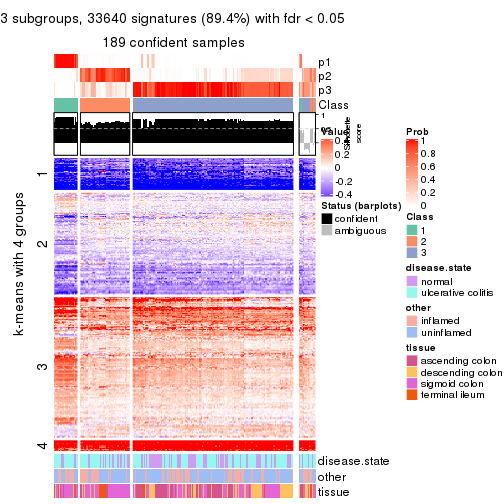 3 subgroups, 33640 signatures (89.4%) with fdr < 0.05
189 confident samples
p1
p2
p3
Class
1
Silhouette
score
k-means with 4 groups
1
2
3
4
Value
0
-0.2
-0.4
Status (barplots)
confident
ambiguous
Prob
1
0.8
0.6
0.4
0.2
0
Class
1
2
3
disease.state
normal
ulcerative colitis
other
inflamed
uninflamed
tissue
ascending colon
descending colon
sigmoid colon
terminal ileum
disease.state
other
tissue